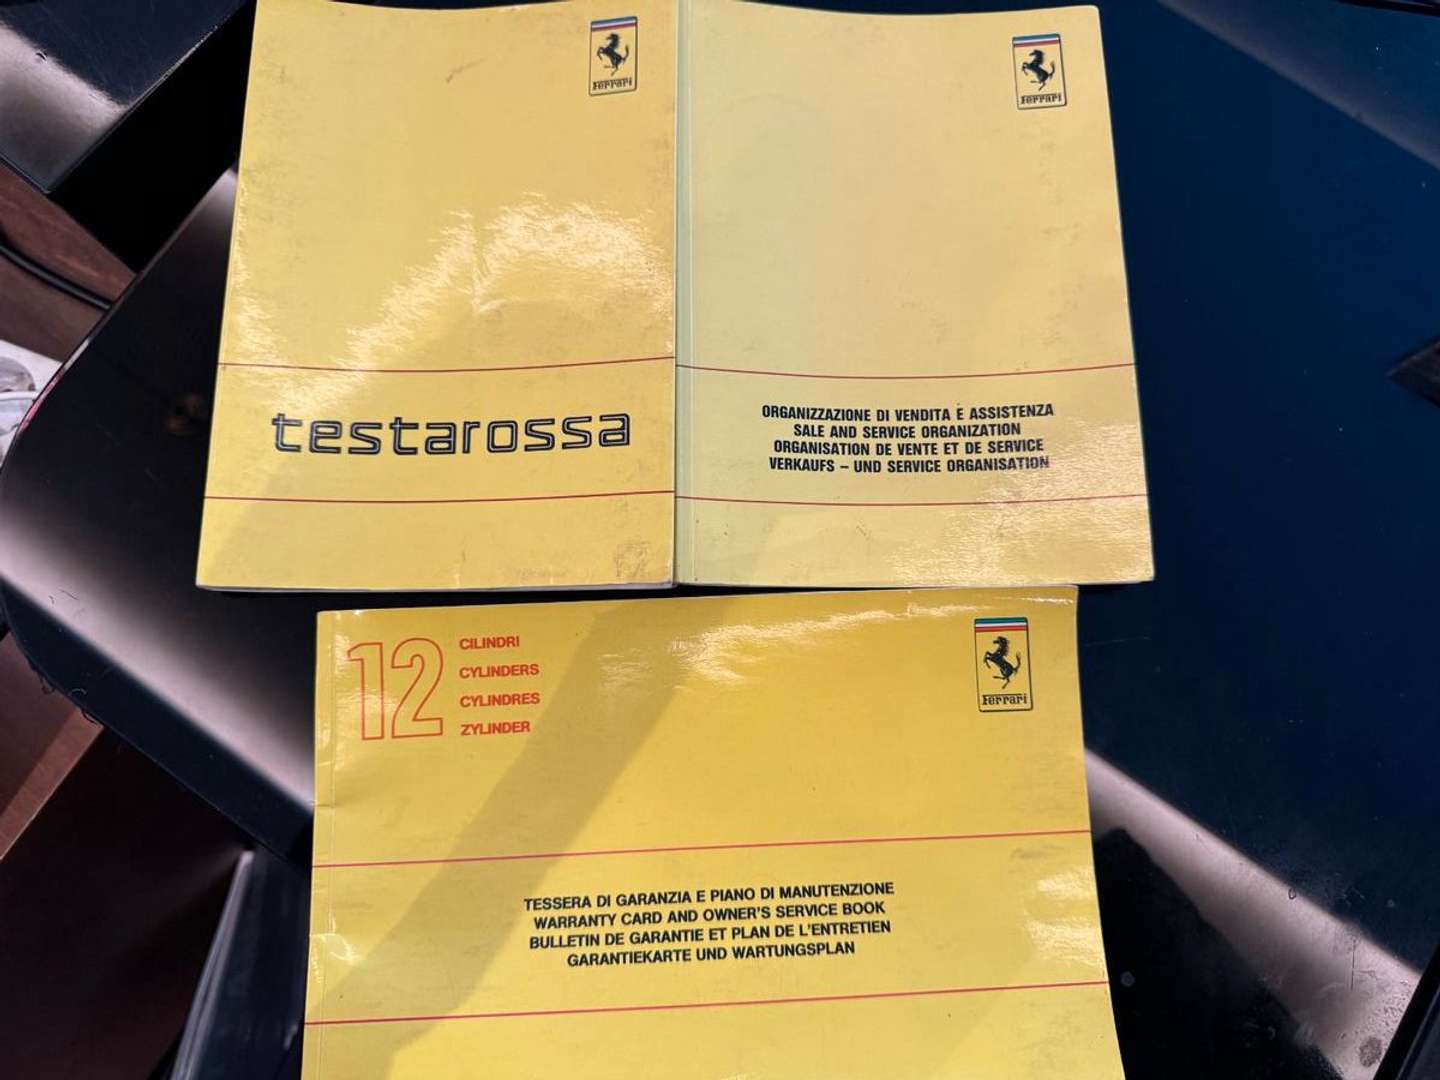 Ferrari
testarossa
Ferrari
ORGANIZZAZIONE DI VENDITA E ASSISTENZA
SALE AND SERVICE ORGANIZATION
ORGANISATION DE VENTE ET DE SERVICE
VERKAUFS – UND SERVICE ORGANISATION
12
CILINDRI
CYLINDERS
CYLINDRES
ZYLINDER
Ferrari
TESSERA DI GARANZIA E PIANO DI MANUTENZIONE
WARRANTY CARD AND OWNER'S SERVICE BOOK
BULLETIN DE GARANTIE ET PLAN DE L'ENTRETIEN
GARANTIEKARTE UND WARTUNGSPLAN